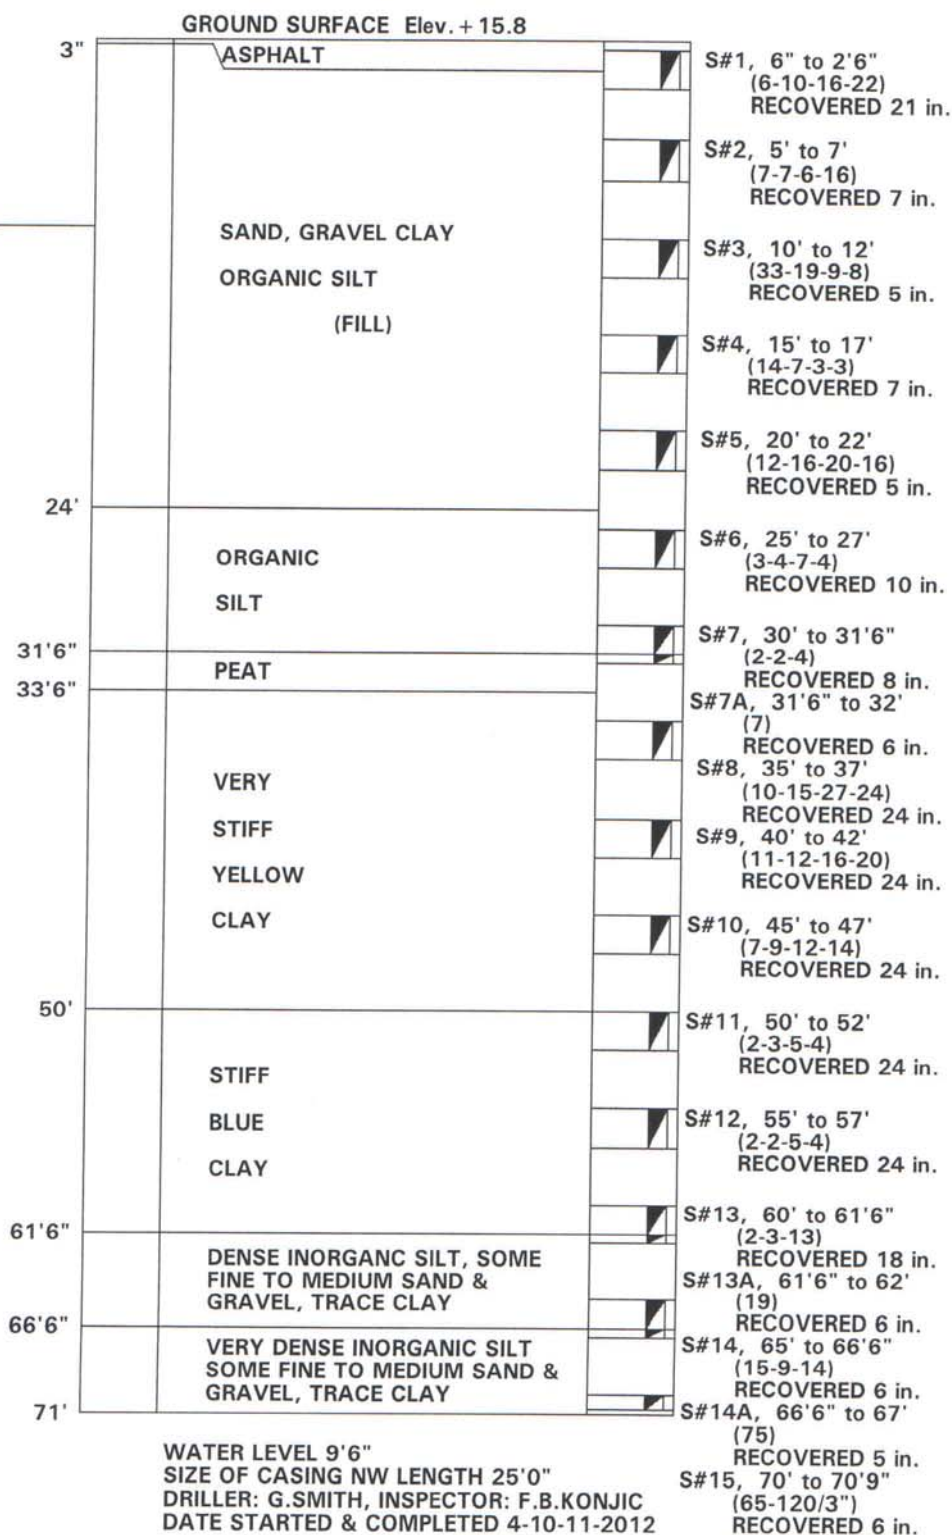 GROUND SURFACE Elev. + 15.8
3"
ASPHALT
S#1, 6" to 2'6"
(6-10-16-22)
RECOVERED 21 in.
S#2, 5' to 7'
(7-7-6-16)
RECOVERED 7 in.
SAND, GRAVEL CLAY
ORGANIC SILT
(FILL)
S#3, 10' to 12'
(33-19-9-8)
RECOVERED 5 in.
S#4, 15' to 17'
(14-7-3-3)
RECOVERED 7 in.
S#5, 20' to 22'
(12-16-20-16)
RECOVERED 5 in.
24'
ORGANIC
SILT
S#6, 25' to 27'
(3-4-7-4)
RECOVERED 10 in.
S#7, 30' to 31'6"
(2-2-4)
RECOVERED 8 in.
31'6"
PEAT
33'6"
S#7A, 31'6" to 32'
(7)
RECOVERED 6 in.
VERY
STIFF
YELLOW
CLAY
S#8, 35' to 37'
(10-15-27-24)
RECOVERED 24 in.
S#9, 40' to 42'
(11-12-16-20)
RECOVERED 24 in.
S#10, 45' to 47'
(7-9-12-14)
RECOVERED 24 in.
50'
STIFF
BLUE
CLAY
S#11, 50' to 52'
(2-3-5-4)
RECOVERED 24 in.
S#12, 55' to 57'
(2-2-5-4)
RECOVERED 24 in.
S#13, 60' to 61'6"
(2-3-13)
RECOVERED 18 in.
61'6"
DENSE INORGANC SILT, SOME
FINE TO MEDIUM SAND &
GRAVEL, TRACE CLAY
S#13A, 61'6" to 62'
(19)
RECOVERED 6 in.
66'6"
VERY DENSE INORGANIC SILT
SOME FINE TO MEDIUM SAND &
GRAVEL, TRACE CLAY
S#14, 65' to 66'6"
(15-9-14)
RECOVERED 6 in.
71'
S#14A, 66'6" to 67'
(75)
RECOVERED 5 in.
S#15, 70' to 70'9"
(65-120/3")
RECOVERED 6 in.
WATER LEVEL 9'6"
SIZE OF CASING NW LENGTH 25'0"
DRILLER: G.SMITH, INSPECTOR: F.B.KONJIC
DATE STARTED & COMPLETED 4-10-11-2012